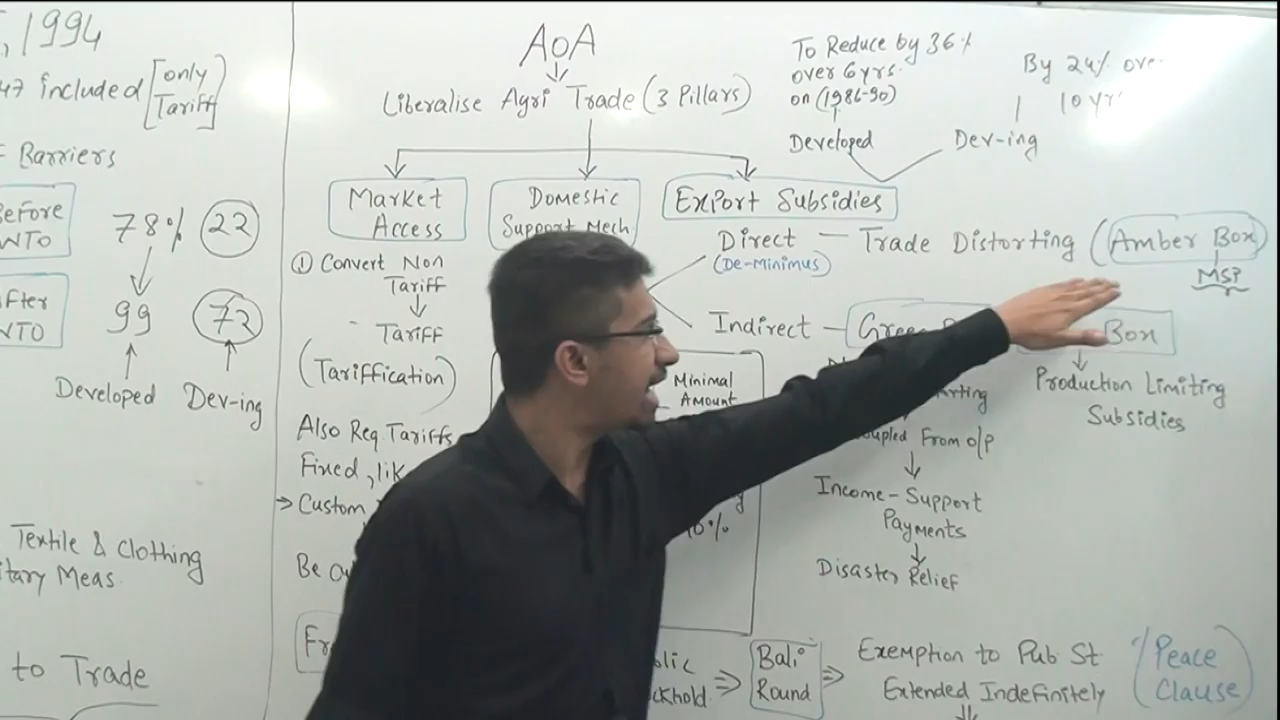 , 1994
47 included [only
Tariff]
Barriers
Before
WTO
78%
22
After
WTO
99
72
Developed
Dev-ing
Textile & Clothing
itary Meas.
to Trade
AoA
Liberalise Agri Trade (3 Pillars)
To Reduce by 36%
over 6yrs.
on (1986-90)
Developed
By 24% ove
10 yr
Dev-ing
Market
Access
Domestic
Support Mech
Export Subsidies
① Convert Non
Tariff
Tariff
(Tariffication)
Also Req. Tariffs
Fixed, lik
→ Custom
Be
Fr
Direct — Trade Distorting (Amber Box)
(De-Minimus)
MSP
Indirect — Green
Box
Production Limiting
Subsidies
Minimal
Amount
10%
rting
oupled From o/p
Income-Support
Payments
Disaster Relief
blic
ckhold.
⇒
Bali
Round
⇒
Exemption to Pub St
Extended Indefinitely
(Peace
Clause)